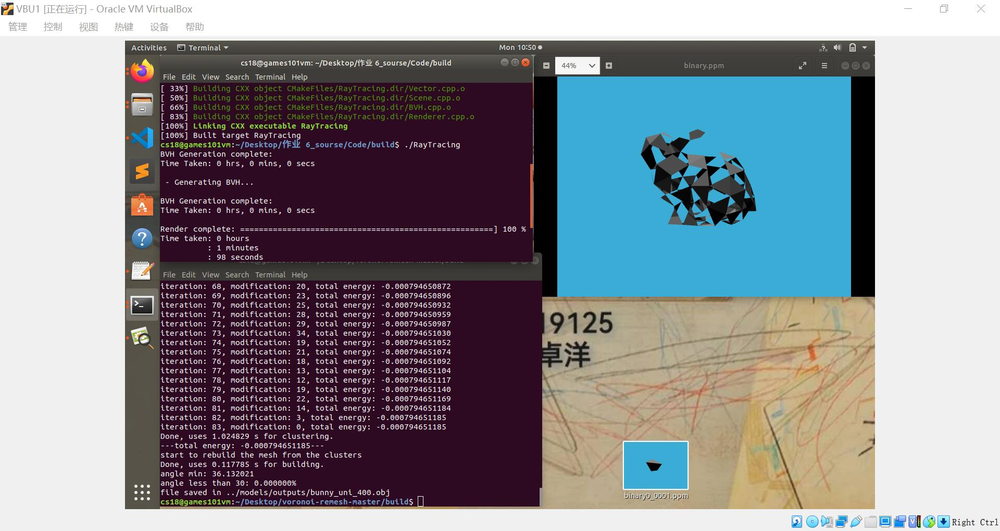 VBU1 [正在运行] - Oracle VM VirtualBox
管理 控制 视图 热键 设备 帮助
Activities Terminal Mon 10:50
cs18@games101vm: ~/Desktop/作业 6_sourse/Code/build
44% binary.ppm
File Edit View Search Terminal Help
[ 33%] Building CXX object CMakeFiles/RayTracing.dir/Vector.cpp.o
[ 50%] Building CXX object CMakeFiles/RayTracing.dir/Scene.cpp.o
[ 66%] Building CXX object CMakeFiles/RayTracing.dir/BVH.cpp.o
[ 83%] Building CXX object CMakeFiles/RayTracing.dir/Renderer.cpp.o
[100%] Linking CXX executable RayTracing
[100%] Built target RayTracing
cs18@games101vm:~/Desktop/作业 6_sourse/Code/build$ ./RayTracing
BVH Generation complete:
Time Taken: 0 hrs, 0 mins, 0 secs
- Generating BVH...
BVH Generation complete:
Time Taken: 0 hrs, 0 mins, 0 secs
Render complete: ======================================================] 100 %
Time taken: 0 hours
: 1 minutes
: 98 seconds
File Edit View Search Terminal Help
iteration: 68, modification: 20, total energy: -0.000794650872
iteration: 69, modification: 23, total energy: -0.000794650896
iteration: 70, modification: 25, total energy: -0.000794650932
iteration: 71, modification: 28, total energy: -0.000794650959
iteration: 72, modification: 29, total energy: -0.000794650987
iteration: 73, modification: 34, total energy: -0.000794651030
iteration: 74, modification: 19, total energy: -0.000794651052
iteration: 75, modification: 21, total energy: -0.000794651074
iteration: 76, modification: 18, total energy: -0.000794651092
iteration: 77, modification: 13, total energy: -0.000794651104
iteration: 78, modification: 12, total energy: -0.000794651117
iteration: 79, modification: 19, total energy: -0.000794651140
iteration: 80, modification: 22, total energy: -0.000794651169
iteration: 81, modification: 14, total energy: -0.000794651184
iteration: 82, modification: 3, total energy: -0.000794651185
iteration: 83, modification: 0, total energy: -0.000794651185
Done, uses 1.024829 s for clustering.
---total energy: -0.000794651185---
start to rebuild the mesh from the clusters
Done, uses 0.117785 s for building.
angle min: 36.132021
angle less than 30: 0.000000%
file saved in ../models/outputs/bunny_uni_400.obj
cs18@games101vm:~/Desktop/voronoi-remesh-master/build$
19125
卓洋
binary0_0001.ppm
Right Ctrl